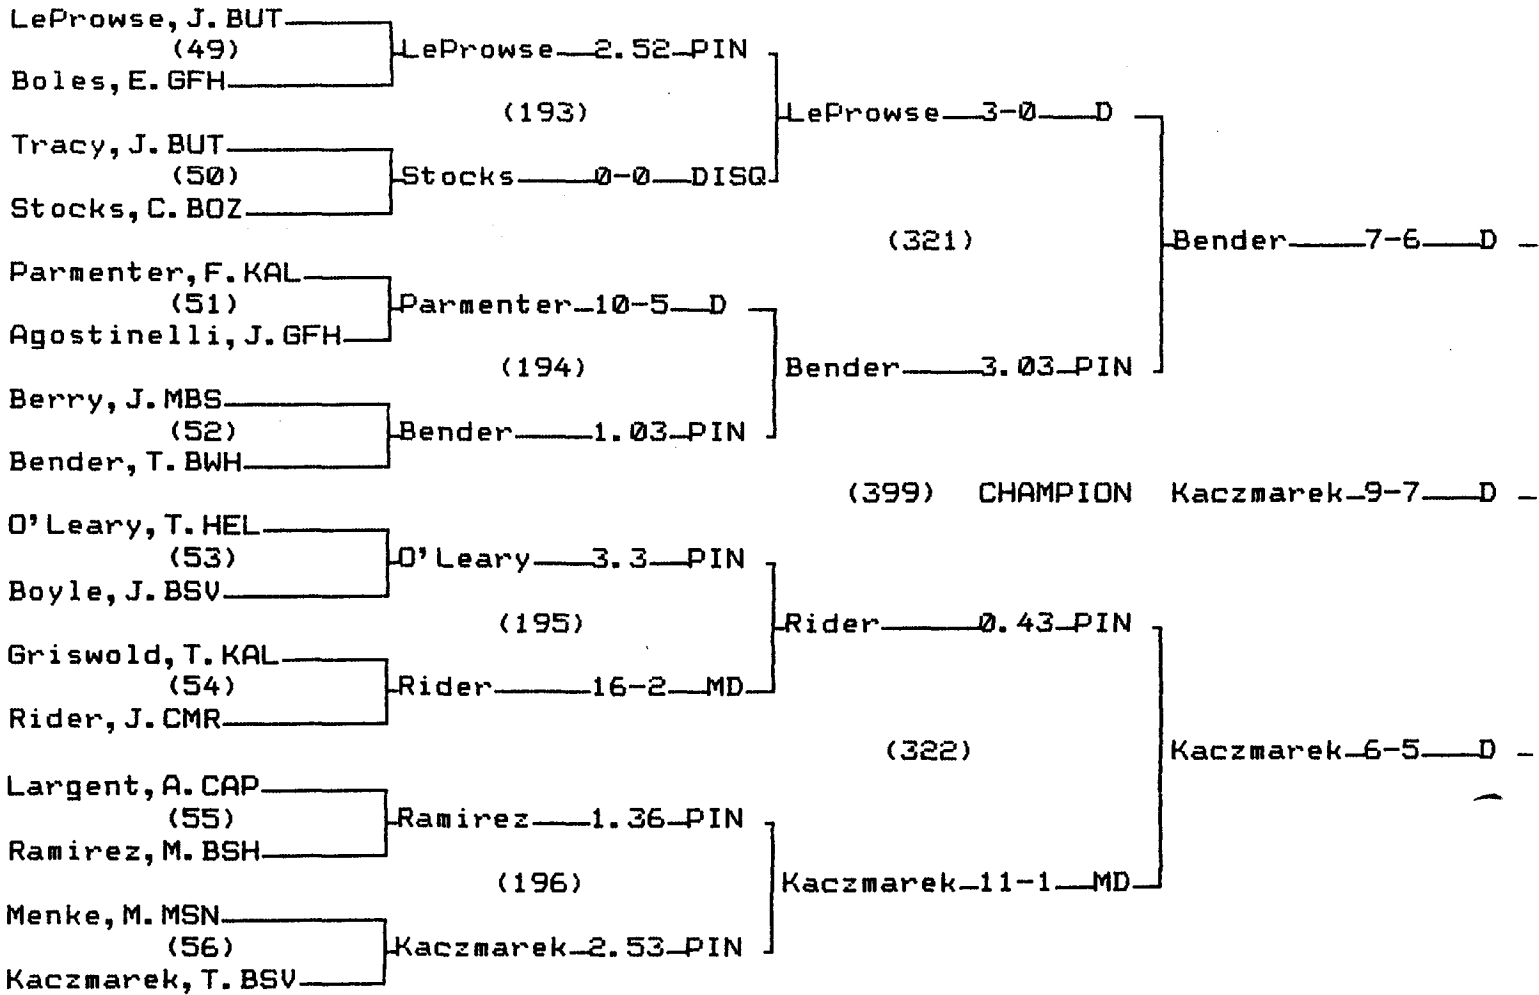 LeProwse, J. BUT
(49) LeProwse 2.52 PIN
Boles, E. GFH
(193) LeProwse 3-0 D
Tracy, J. BUT
(50) Stocks 0-0 DISQ
Stocks, C. BOZ
(321) Bender 7-6 D
Parmenter, F. KAL
(51) Parmenter 10-5 D
Agostinelli, J. GFH
(194) Bender 3.03 PIN
Berry, J. MBS
(52) Bender 1.03 PIN
Bender, T. BWH
(399) CHAMPION Kaczmarek 9-7 D
O'Leary, T. HEL
(53) O'Leary 3.3 PIN
Boyle, J. BSV
(195) Rider 0.43 PIN
Griswold, T. KAL
(54) Rider 16-2 MD
Rider, J. CMR
(322) Kaczmarek 6-5 D
Largent, A. CAP
(55) Ramirez 1.36 PIN
Ramirez, M. BSH
(196) Kaczmarek 11-1 MD
Menke, M. MSN
(56) Kaczmarek 2.53 PIN
Kaczmarek, T. BSV